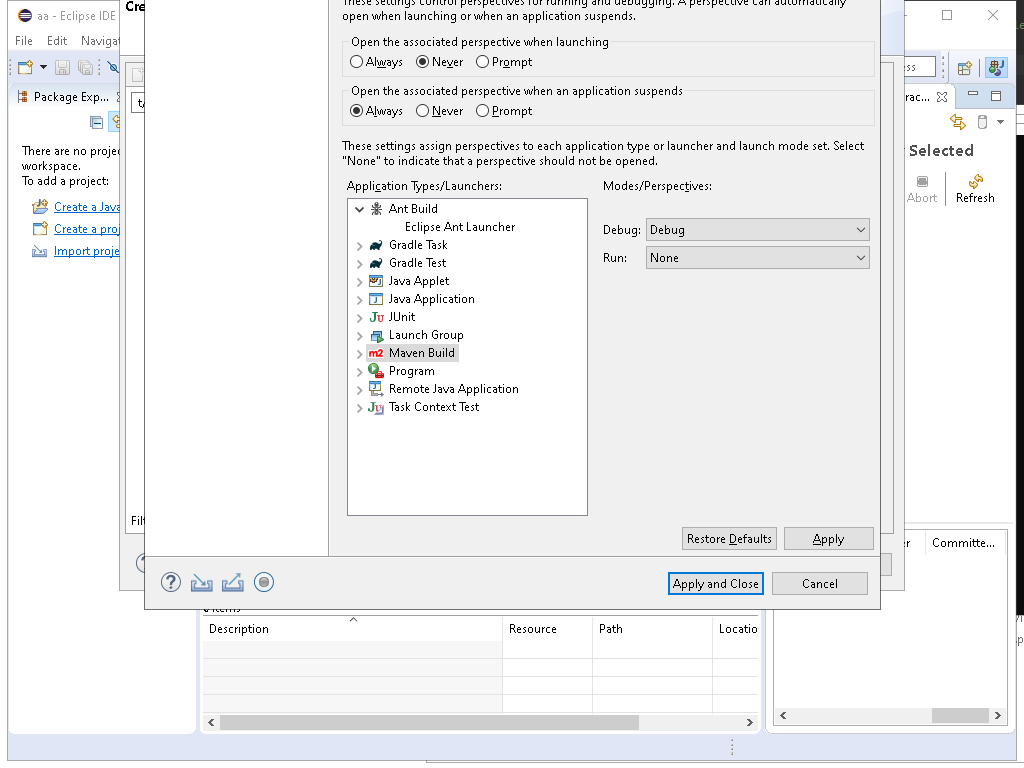 aa - Eclipse IDE
Cre
File Edit Navigat
These settings control perspectives for running and debugging. A perspective can automatically
open when launching or when an application suspends.
Open the associated perspective when launching
Always Never Prompt
Open the associated perspective when an application suspends
Always Never Prompt
These settings assign perspectives to each application type or launcher and launch mode set. Select
"None" to indicate that a perspective should not be opened.
Application Types/Launchers:
Modes/Perspectives:
Ant Build
Eclipse Ant Launcher
Gradle Task
Gradle Test
Java Applet
Java Application
JUnit
Launch Group
Maven Build
Program
Remote Java Application
Task Context Test
Debug: Debug
Run: None
Restore Defaults Apply
Apply and Close Cancel
Package Exp...
There are no proje
workspace.
To add a project:
Create a Java
Create a proj
Import proje
Filt
ss
rac...
Selected
Abort Refresh
er Committe...
items
Description Resource Path Locatio